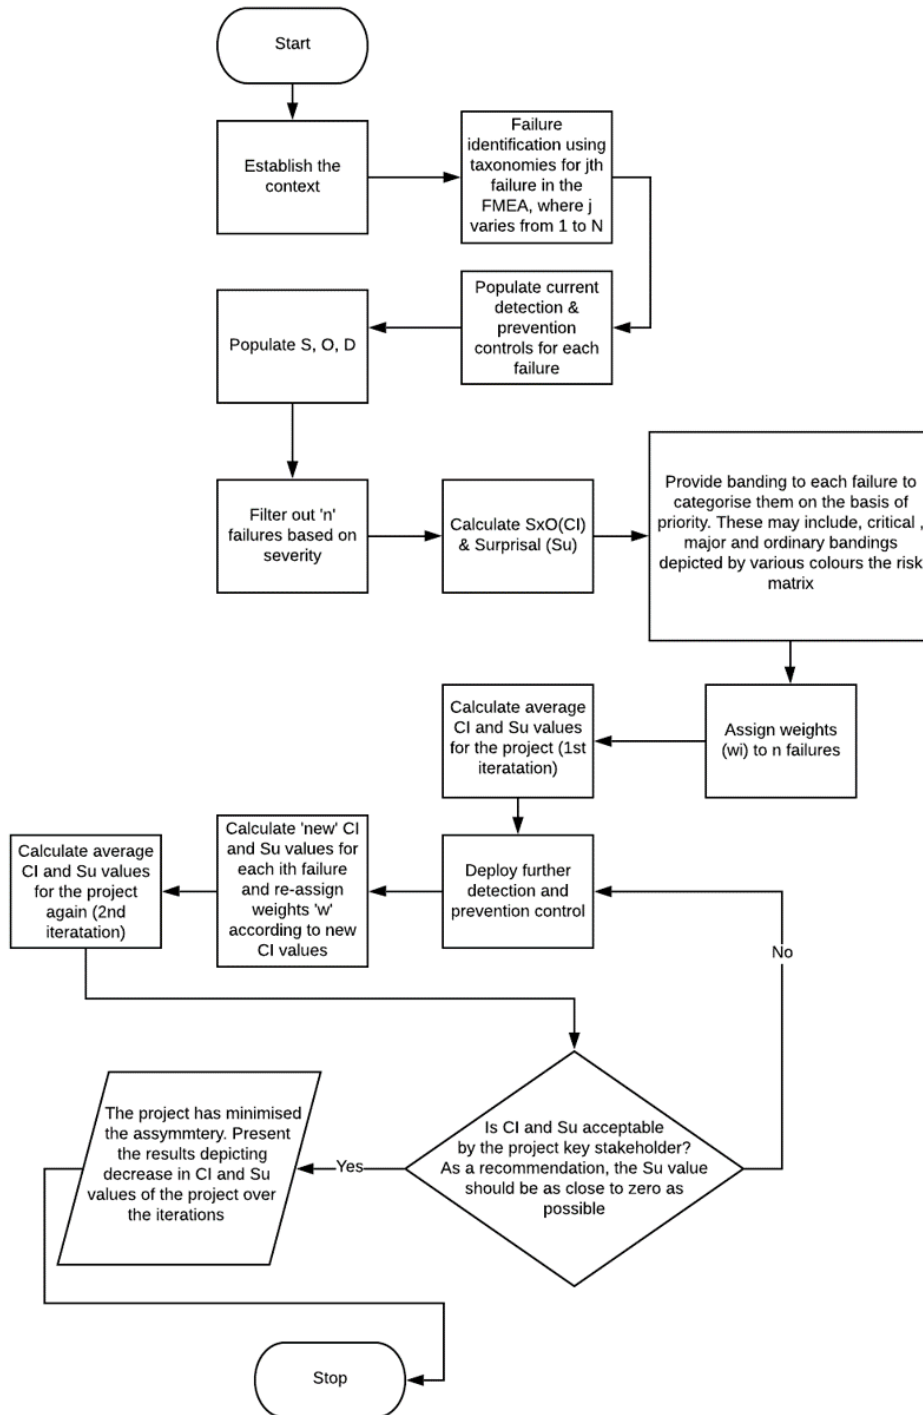 Start
Establish the
context
Failure
identification using
taxonomies for jth
failure in the
FMEA, where j
varies from 1 to N
Populate current
detection &
prevention
controls for each
failure
Populate S, O, D
Filter out 'n'
failures based on
severity
Calculate SxO(CI)
& Surprisal (Su)
Provide banding to each failure to
categorise them on the basis of
priority. These may include, critical ,
major and ordinary bandings
depicted by various colours the risk
matrix
Assign weights
(wi) to n failures
Calculate average
CI and Su values
for the project (1st
iteratation)
Deploy further
detection and
prevention control
Calculate 'new' CI
and Su values for
each ith failure
and re-assign
weights 'w'
according to new
CI values
Calculate average
CI and Su values
for the project
again (2nd
iteratation)
No
Is CI and Su acceptable
by the project key stakeholder?
As a recommendation, the Su value
should be as close to zero as
possible
Yes
The project has minimised
the assymmtery. Present
the results depicting
decrease in CI and Su
values of the project over
the iterations
Stop